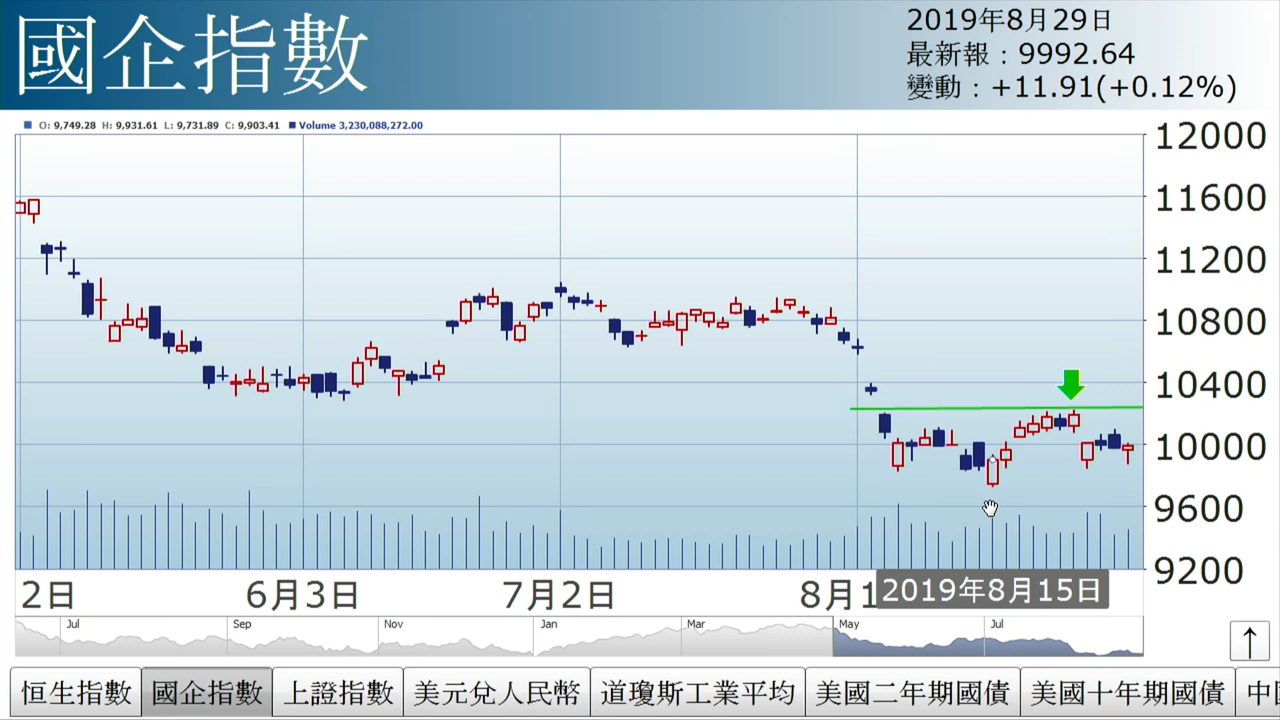 國企指數
2019年8月29日
最新報：9992.64
變動：+11.91(+0.12%)
O: 9,749.28 H: 9,931.61 L: 9,731.89 C: 9,903.41 Volume 3,230,088,272.00
12000
11600
11200
10800
10400
10000
9600
9200
2日 6月3日 7月2日 8月1 2019年8月15日
Jul Sep Nov Jan Mar May Jul
恒生指數 國企指數 上證指數 美元兌人民幣 道瓊斯工業平均 美國二年期國債 美國十年期國債 中